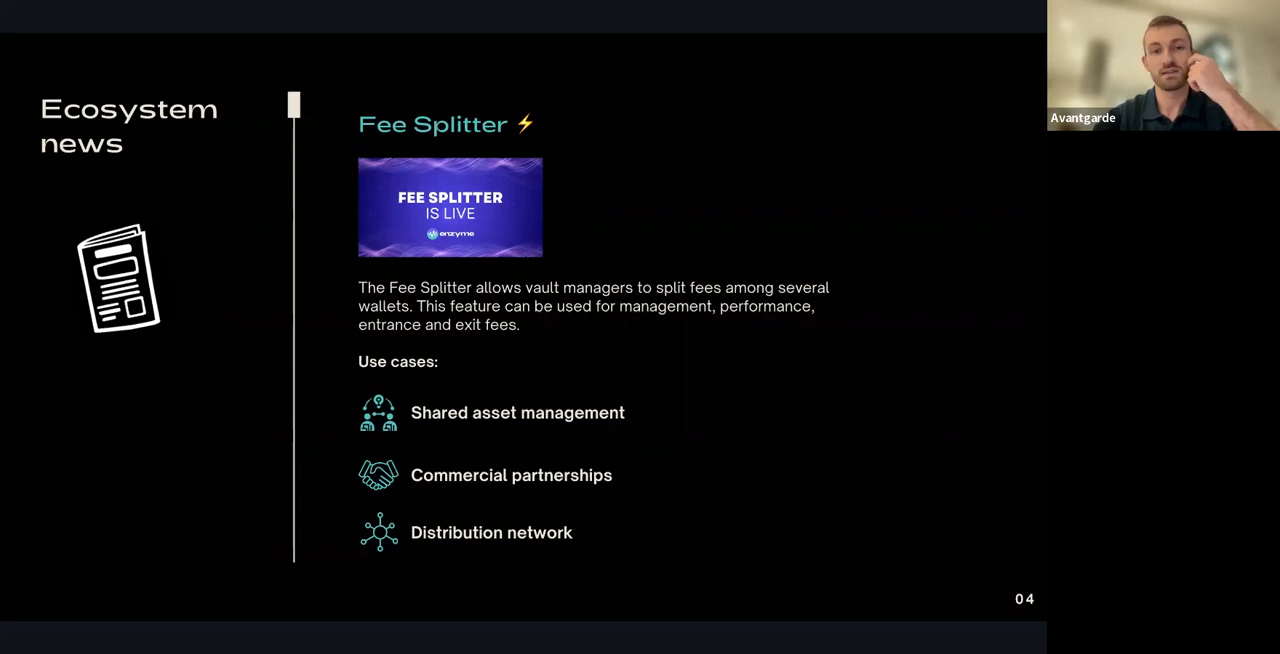 Ecosystem
news
Fee Splitter ⚡
FEE SPLITTER
IS LIVE
enzyme
The Fee Splitter allows vault managers to split fees among several
wallets. This feature can be used for management, performance,
entrance and exit fees.
Use cases:
Shared asset management
Commercial partnerships
Distribution network
04
Avantgarde